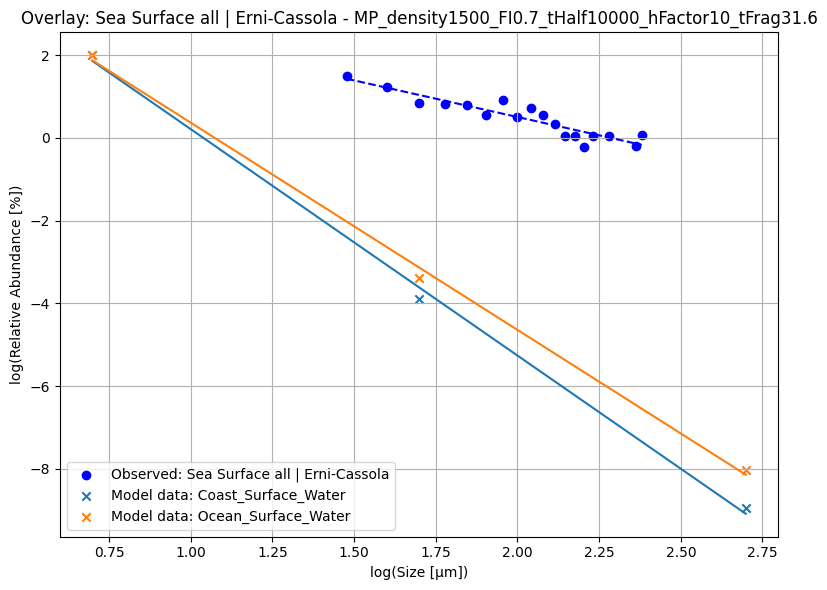 Overlay: Sea Surface all | Erni-Cassola - MP_density1500_FI0.7_tHalf10000_hFactor10_tFrag31.6
log(Relative Abundance [%])
2
0
−2
−4
−6
−8
Observed: Sea Surface all | Erni-Cassola
Model data: Coast_Surface_Water
Model data: Ocean_Surface_Water
0.75 1.00 1.25 1.50 1.75 2.00 2.25 2.50 2.75
log(Size [µm])